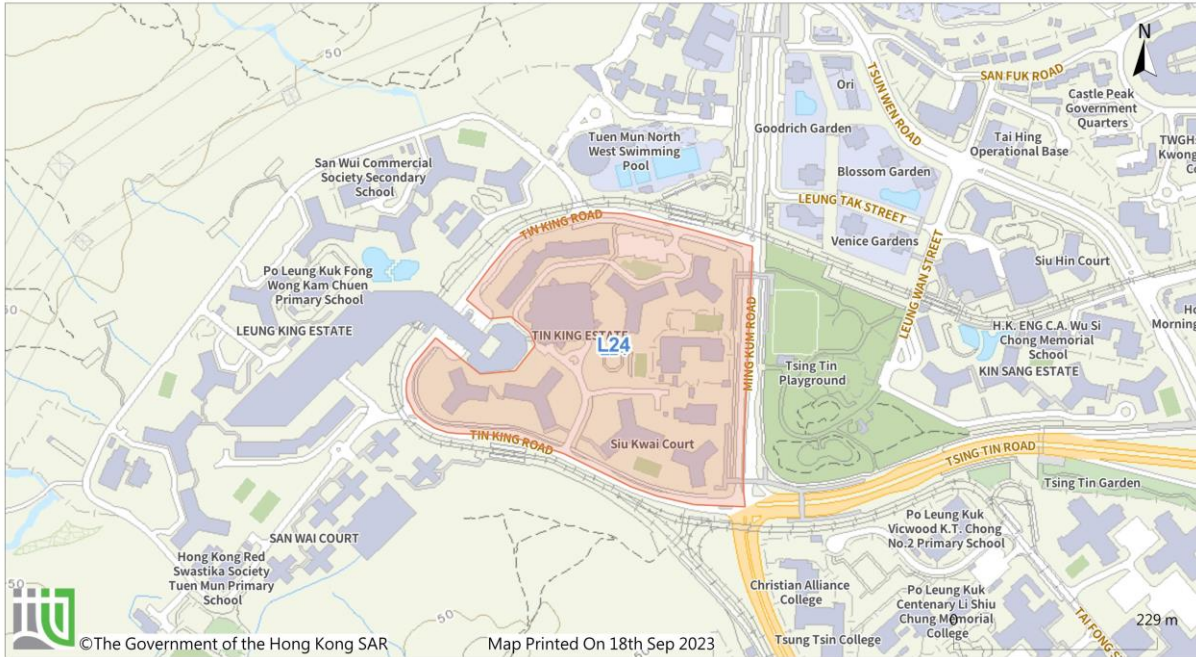 50
N
TSUN WEN ROAD
SAN FUK ROAD
Ori
Castle Peak
Government
Quarters
Goodrich Garden
Tuen Mun North
West Swimming
Pool
Tai Hing
Operational Base
TWGHs
Kwong
Co
San Wui Commercial
Society Secondary
School
Blossom Garden
LEUNG TAK STREET
TIN KING ROAD
Venice Gardens
Siu Hin Court
LEUNG WAN STREET
Po Leung Kuk Fong
Wong Kam Chuen
Primary School
50
LEUNG KING ESTATE
TIN KING ESTATE
L24
MING KUM ROAD
Ho
Morning
H.K. ENG C.A. Wu Si
Chong Memorial
School
KIN SANG ESTATE
Tsing Tin
Playground
Siu Kwai Court
TIN KING ROAD
TSING TIN ROAD
Tsing Tin Garden
Po Leung Kuk
Vicwood K.T. Chong
No.2 Primary School
SAN WAI COURT
Hong Kong Red
Swastika Society
Tuen Mun Primary
School
50
50
Christian Alliance
College
Po Leung Kuk
Centenary Li Shiu
Chung Memorial
College
Tsung Tsin College
TAI FONG S
0
229 m
©The Government of the Hong Kong SAR
Map Printed On 18th Sep 2023